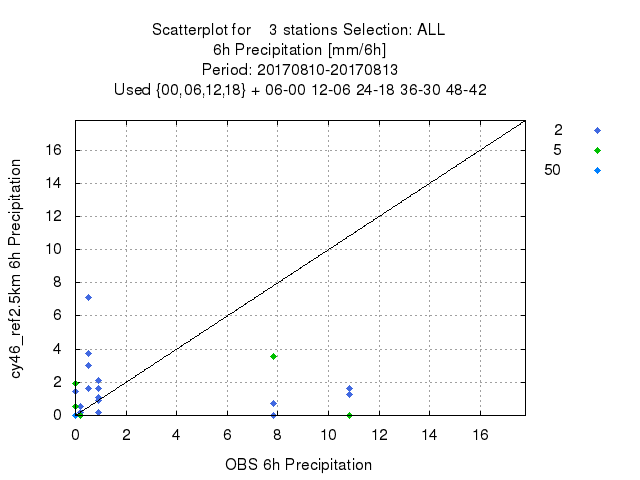 Scatterplot for    3 stations Selection: ALL
6h Precipitation [mm/6h]
Period: 20170810-20170813
Used {00,06,12,18} + 06-00 12-06 24-18 36-30 48-42
2
5
50
16
14
12
10
8
6
4
2
0
cy46_ref2.5km 6h Precipitation
0 2 4 6 8 10 12 14 16
OBS 6h Precipitation